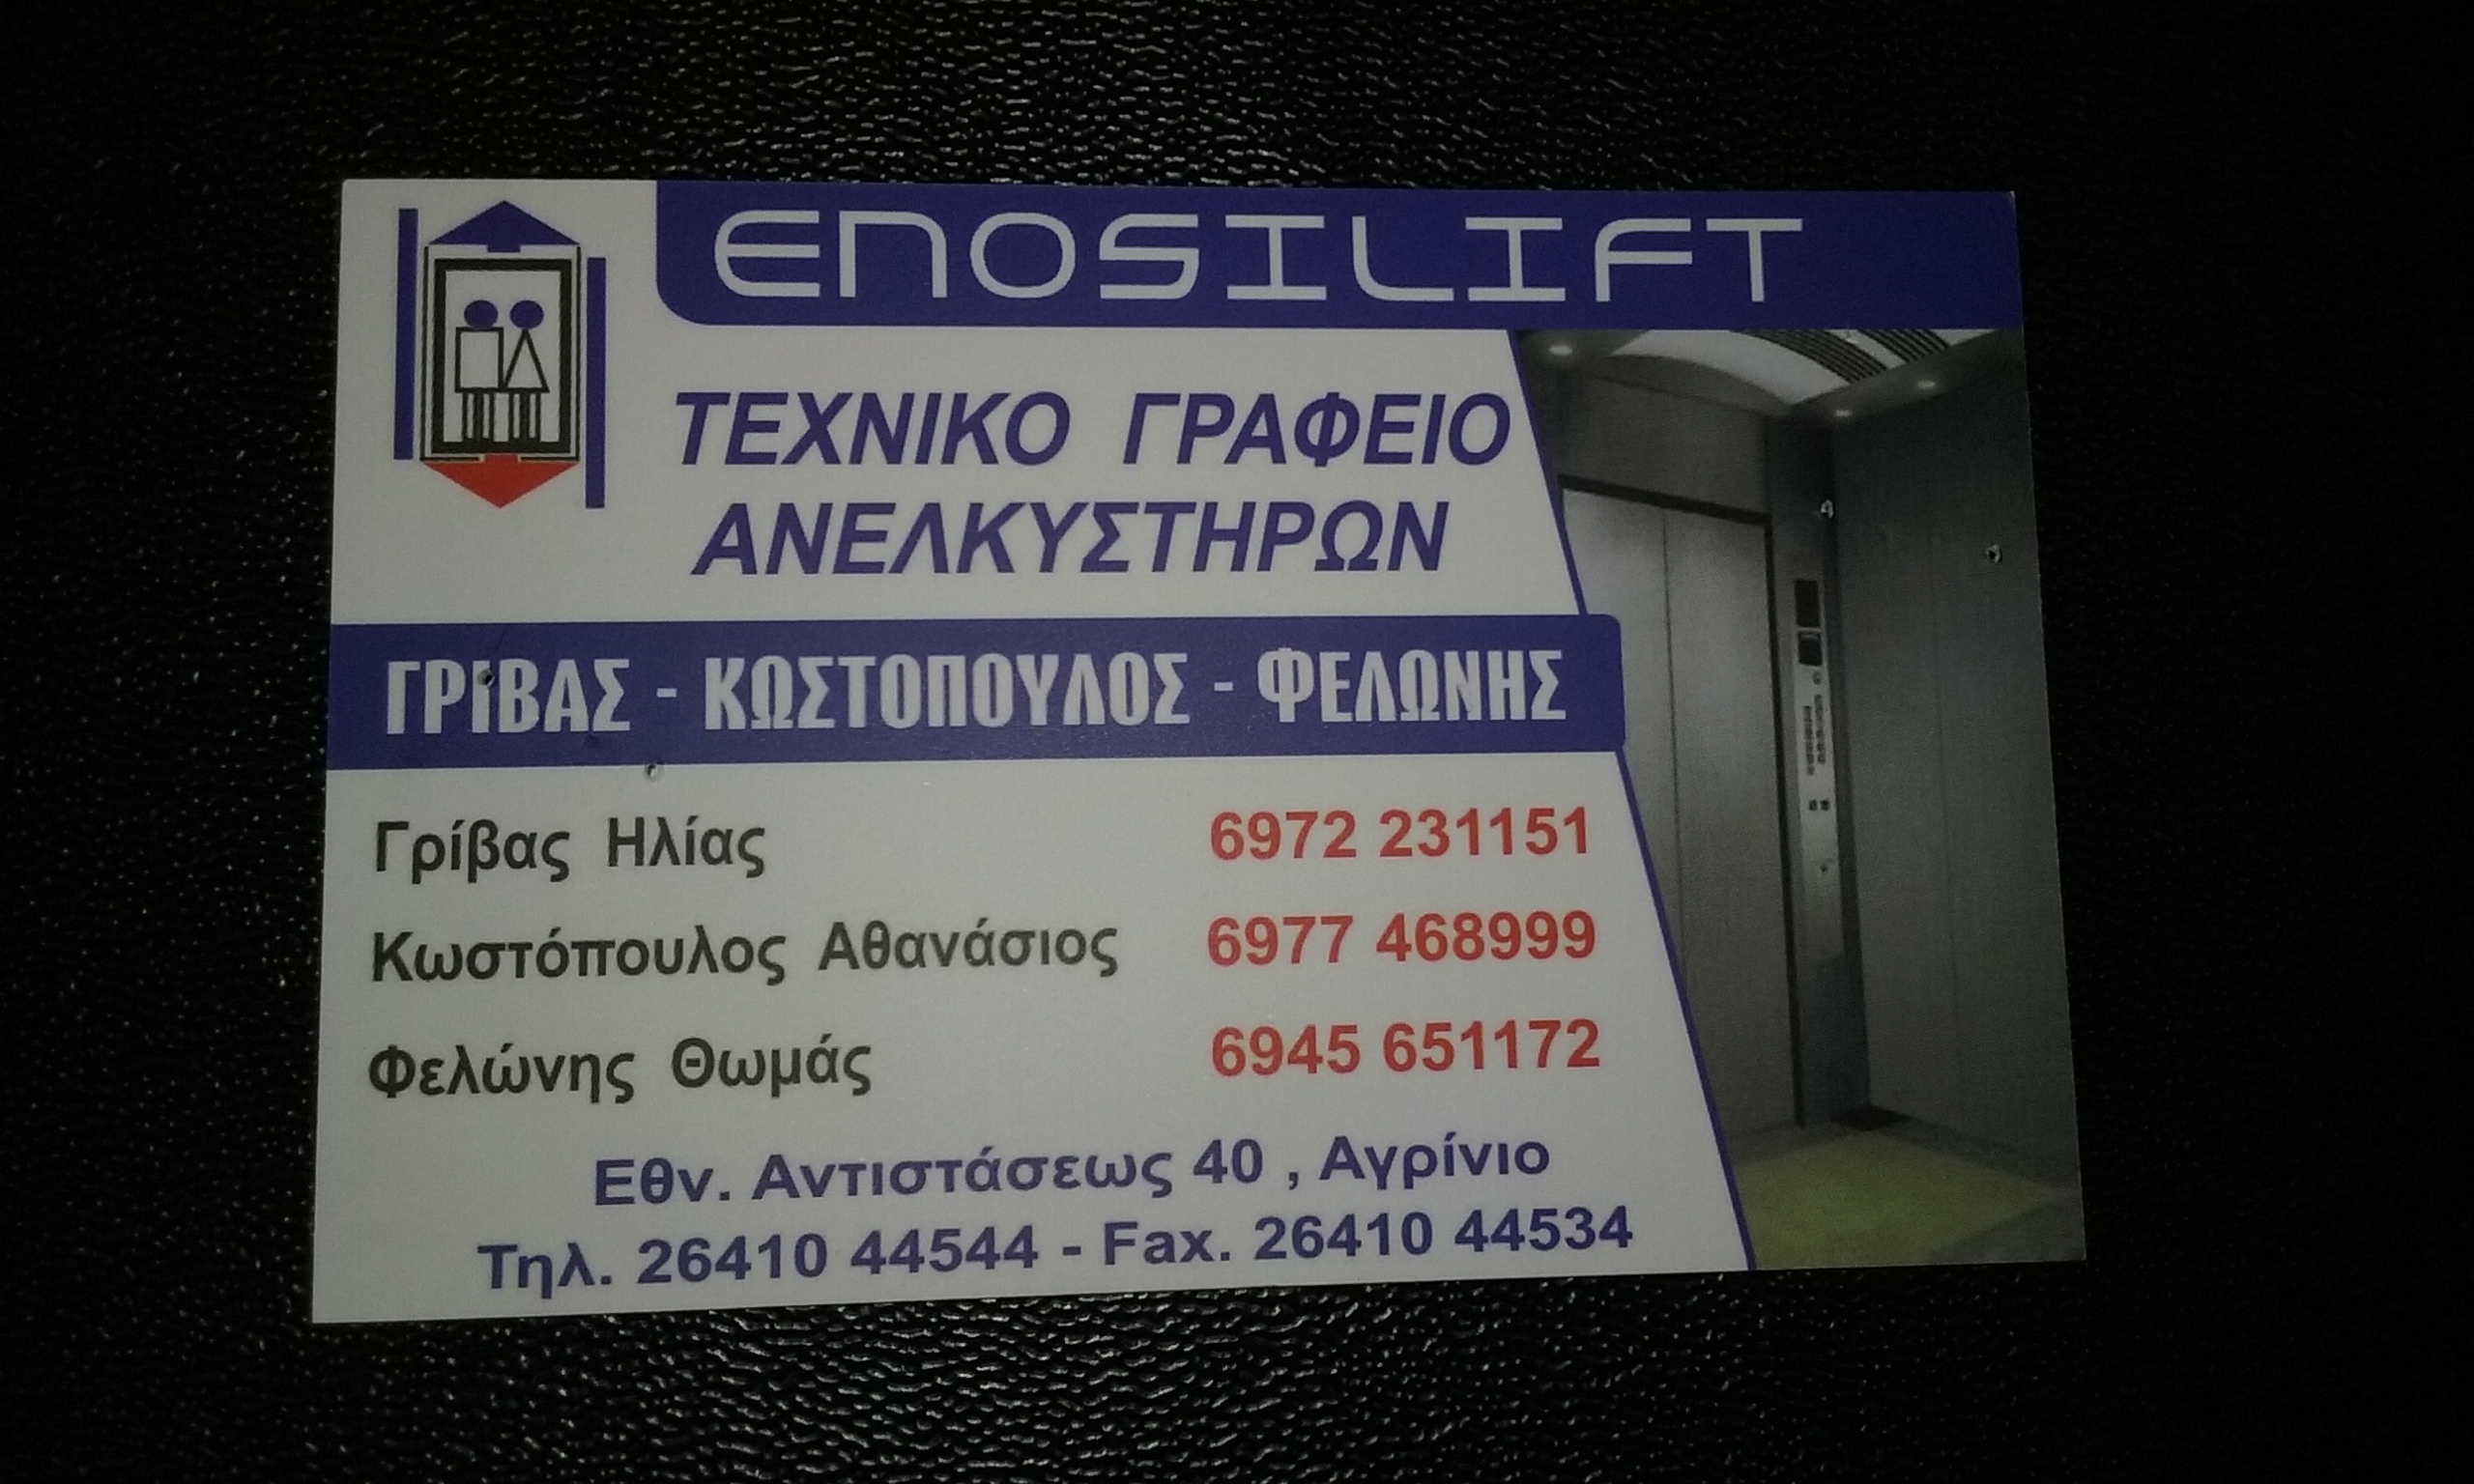 ENOSILIFT
ΤΕΧΝΙΚΟ ΓΡΑΦΕΙΟ
ΑΝΕΛΚΥΣΤΗΡΩΝ
ΓΡΙΒΑΣ - ΚΩΣΤΟΠΟΥΛΟΣ - ΦΕΛΩΝΗΣ
Γρίβας Ηλίας 6972 231151
Κωστόπουλος Αθανάσιος 6977 468999
Φελώνης Θωμάς 6945 651172
Εθν. Αντιστάσεως 40 , Αγρίνιο
Τηλ. 26410 44544 - Fax. 26410 44534